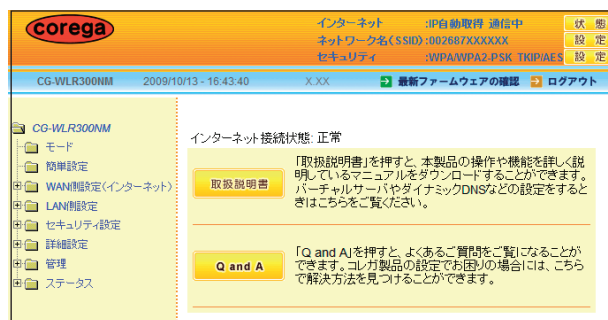 corega
インターネット :IP自動取得 通信中 状 態
ネットワーク名(SSID):002687XXXXXX 設 定
セキュリティ :WPA/WPA2-PSK TKIP/AES 設 定
CG-WLR300NM 2009/10/13 - 16:43:40 X.XX 最新ファームウェアの確認 ログアウト
CG-WLR300NM
モード
簡単設定
WAN側設定(インターネット)
LAN側設定
セキュリティ設定
詳細設定
管理
ステータス
インターネット接続状態: 正常
取扱説明書
「取扱説明書」を押すと、本製品の操作や機能を詳しく説
明しているマニュアルをダウンロードすることができます。
バーチャルサーバやダイナミックDNSなどの設定をすると
きはこちらをご覧ください。
Q and A
「Q and A」を押すと、よくあるご質問をご覧になることが
できます。コレガ製品の設定でお困りの場合には、こちら
で解決方法を見つけることができます。